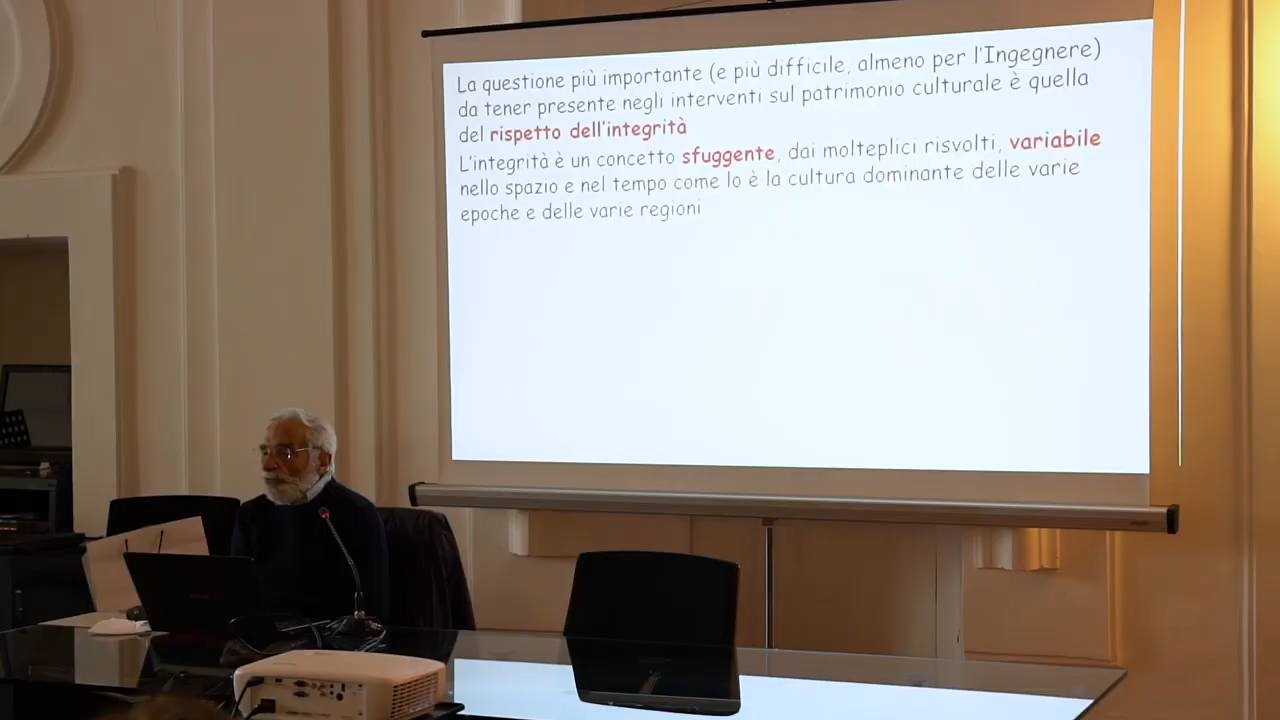 La questione più importante (e più difficile, almeno per l'Ingegnere)
da tener presente negli interventi sul patrimonio culturale è quella
del rispetto dell'integrità
L'integrità è un concetto sfuggente, dai molteplici risvolti, variabile
nello spazio e nel tempo come lo è la cultura dominante delle varie
epoche e delle varie regioni